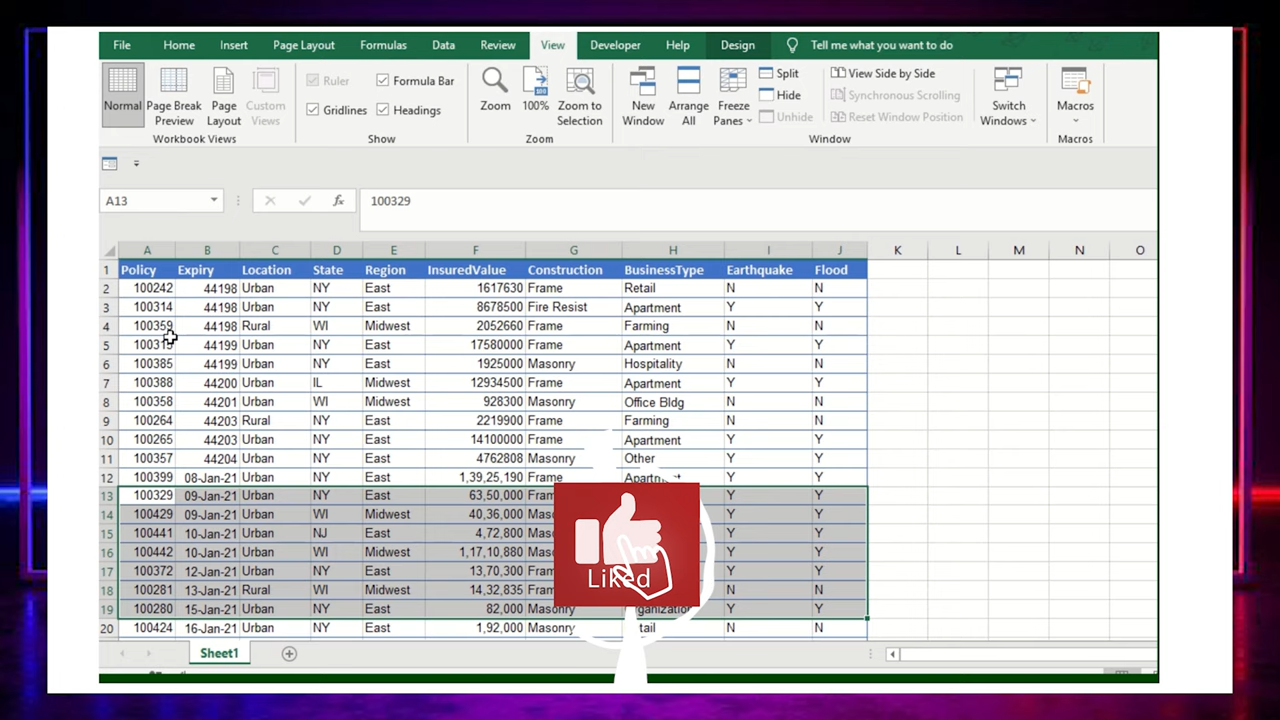 File Home Insert Page Layout Formulas Data Review View Developer Help Design Tell me what you want to do
Normal Page Break Preview Page Layout Custom Views
Workbook Views
Ruler Formula Bar
Gridlines Headings
Show
Zoom 100% Zoom to Selection
Zoom
New Window Arrange All Freeze Panes
Split
Hide
Unhide
View Side by Side
Synchronous Scrolling
Reset Window Position
Switch Windows
Window
Macros
Macros
A13 fx 100329
A B C D E F G H I J K L M N O
1 Policy Expiry Location State Region InsuredValue Construction BusinessType Earthquake Flood
2 100242 44198 Urban NY East 1617630 Frame Retail N N
3 100314 44198 Urban NY East 8678500 Fire Resist Apartment Y Y
4 100359 44198 Rural WI Midwest 2052660 Frame Farming N N
5 44199 Urban NY East 17580000 Frame Apartment Y Y
6 100385 44199 Urban NY East 1925000 Masonry Hospitality N N
7 100388 44200 Urban IL Midwest 12934500 Frame Apartment Y Y
8 100358 44201 Urban WI Midwest 928300 Masonry Office Bldg N N
9 100264 44203 Rural NY East 2219900 Frame Farming N N
10 100265 44203 Urban NY East 14100000 Frame Apartment Y Y
11 100357 44204 Urban NY East 4762808 Masonry Other Y Y
12 100399 08-Jan-21 Urban NY East 1,39,25,190 Frame Y Y
13 100329 09-Jan-21 Urban NY East 63,50,000 Y Y
14 100429 09-Jan-21 Urban WI Midwest 40,36,000 Y Y
15 100441 10-Jan-21 Urban NJ East 4,72,800 Y Y
16 100442 10-Jan-21 Urban WI Midwest 1,17,10,880 Y Y
17 100372 12-Jan-21 Urban NY East 13,70,300 Y Y
18 100281 13-Jan-21 Rural WI Midwest 14,32,835 N N
19 100280 15-Jan-21 Urban NY East 82,000 Masonry Y Y
20 100424 16-Jan-21 Urban NY East 1,92,000 Masonry N N
Liked
Sheet1